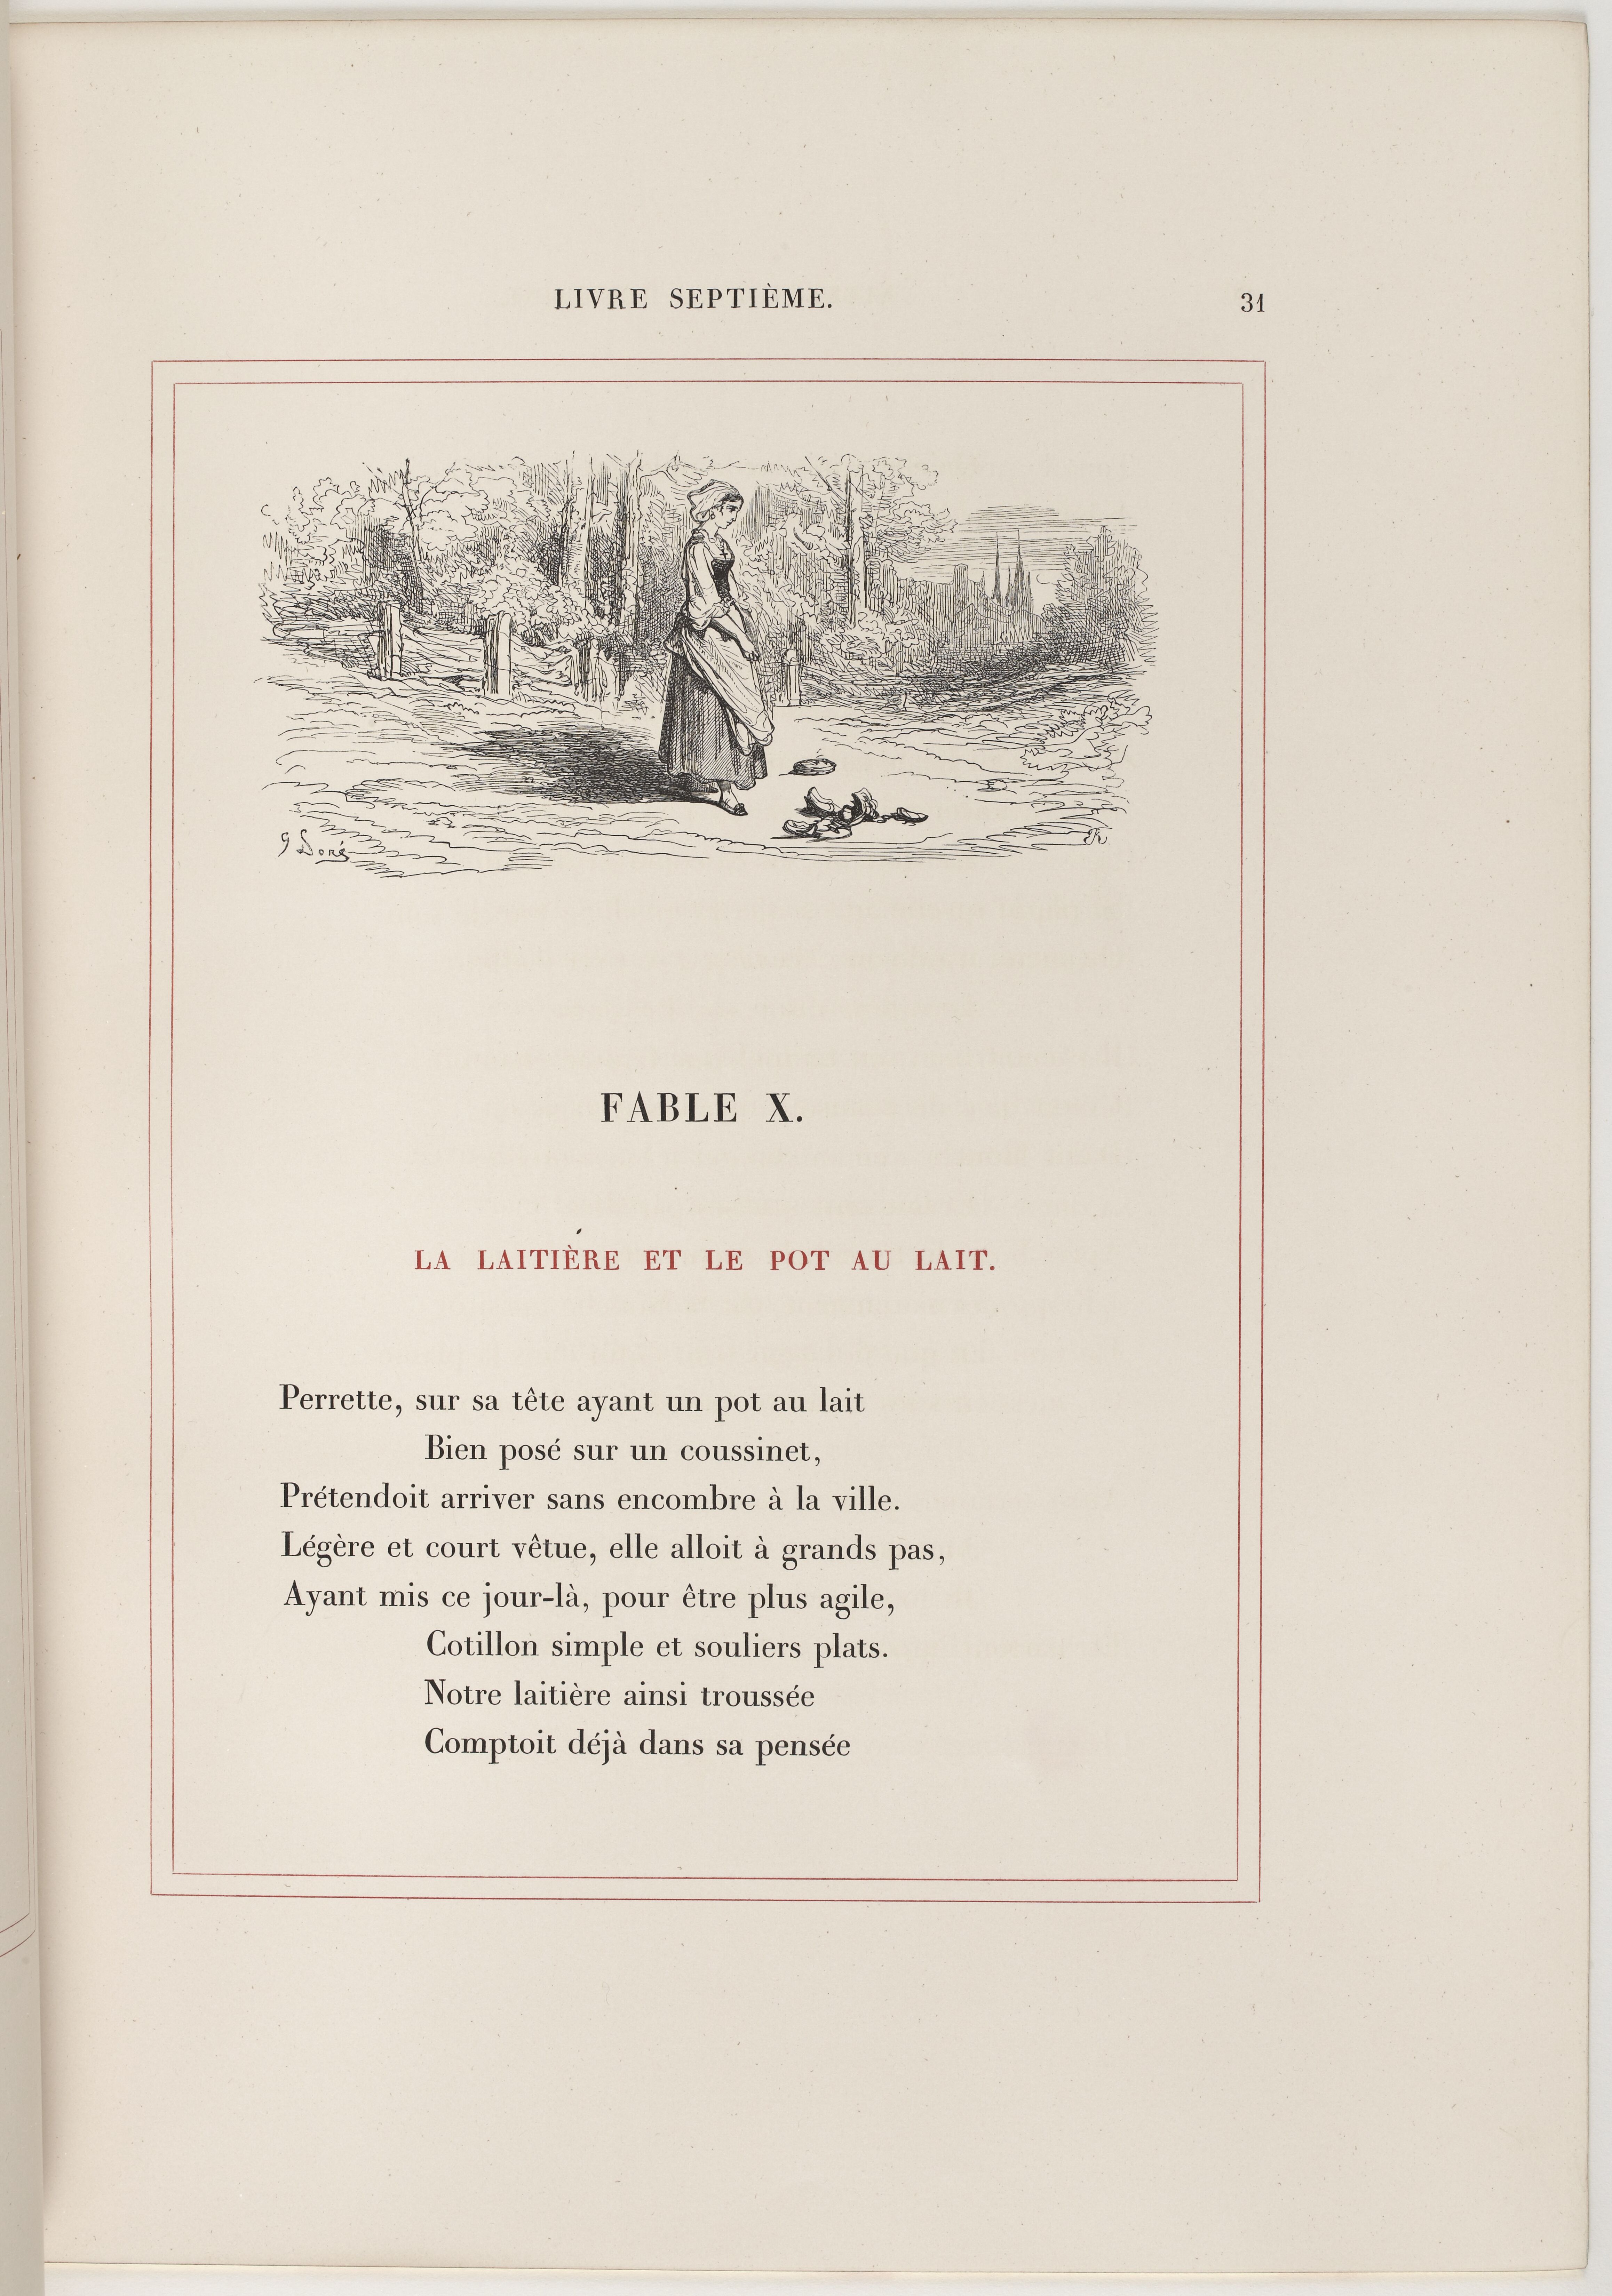 LIVRE SEPTIÈME.
31
G Doré
FABLE X.
LA LAITIÈRE ET LE POT AU LAIT.
Perrette, sur sa tête ayant un pot au lait
Bien posé sur un coussinet,
Prétendoit arriver sans encombre à la ville.
Légère et court vêtue, elle alloit à grands pas,
Ayant mis ce jour-là, pour être plus agile,
Cotillon simple et souliers plats.
Notre laitière ainsi troussée
Comptoit déjà dans sa pensée